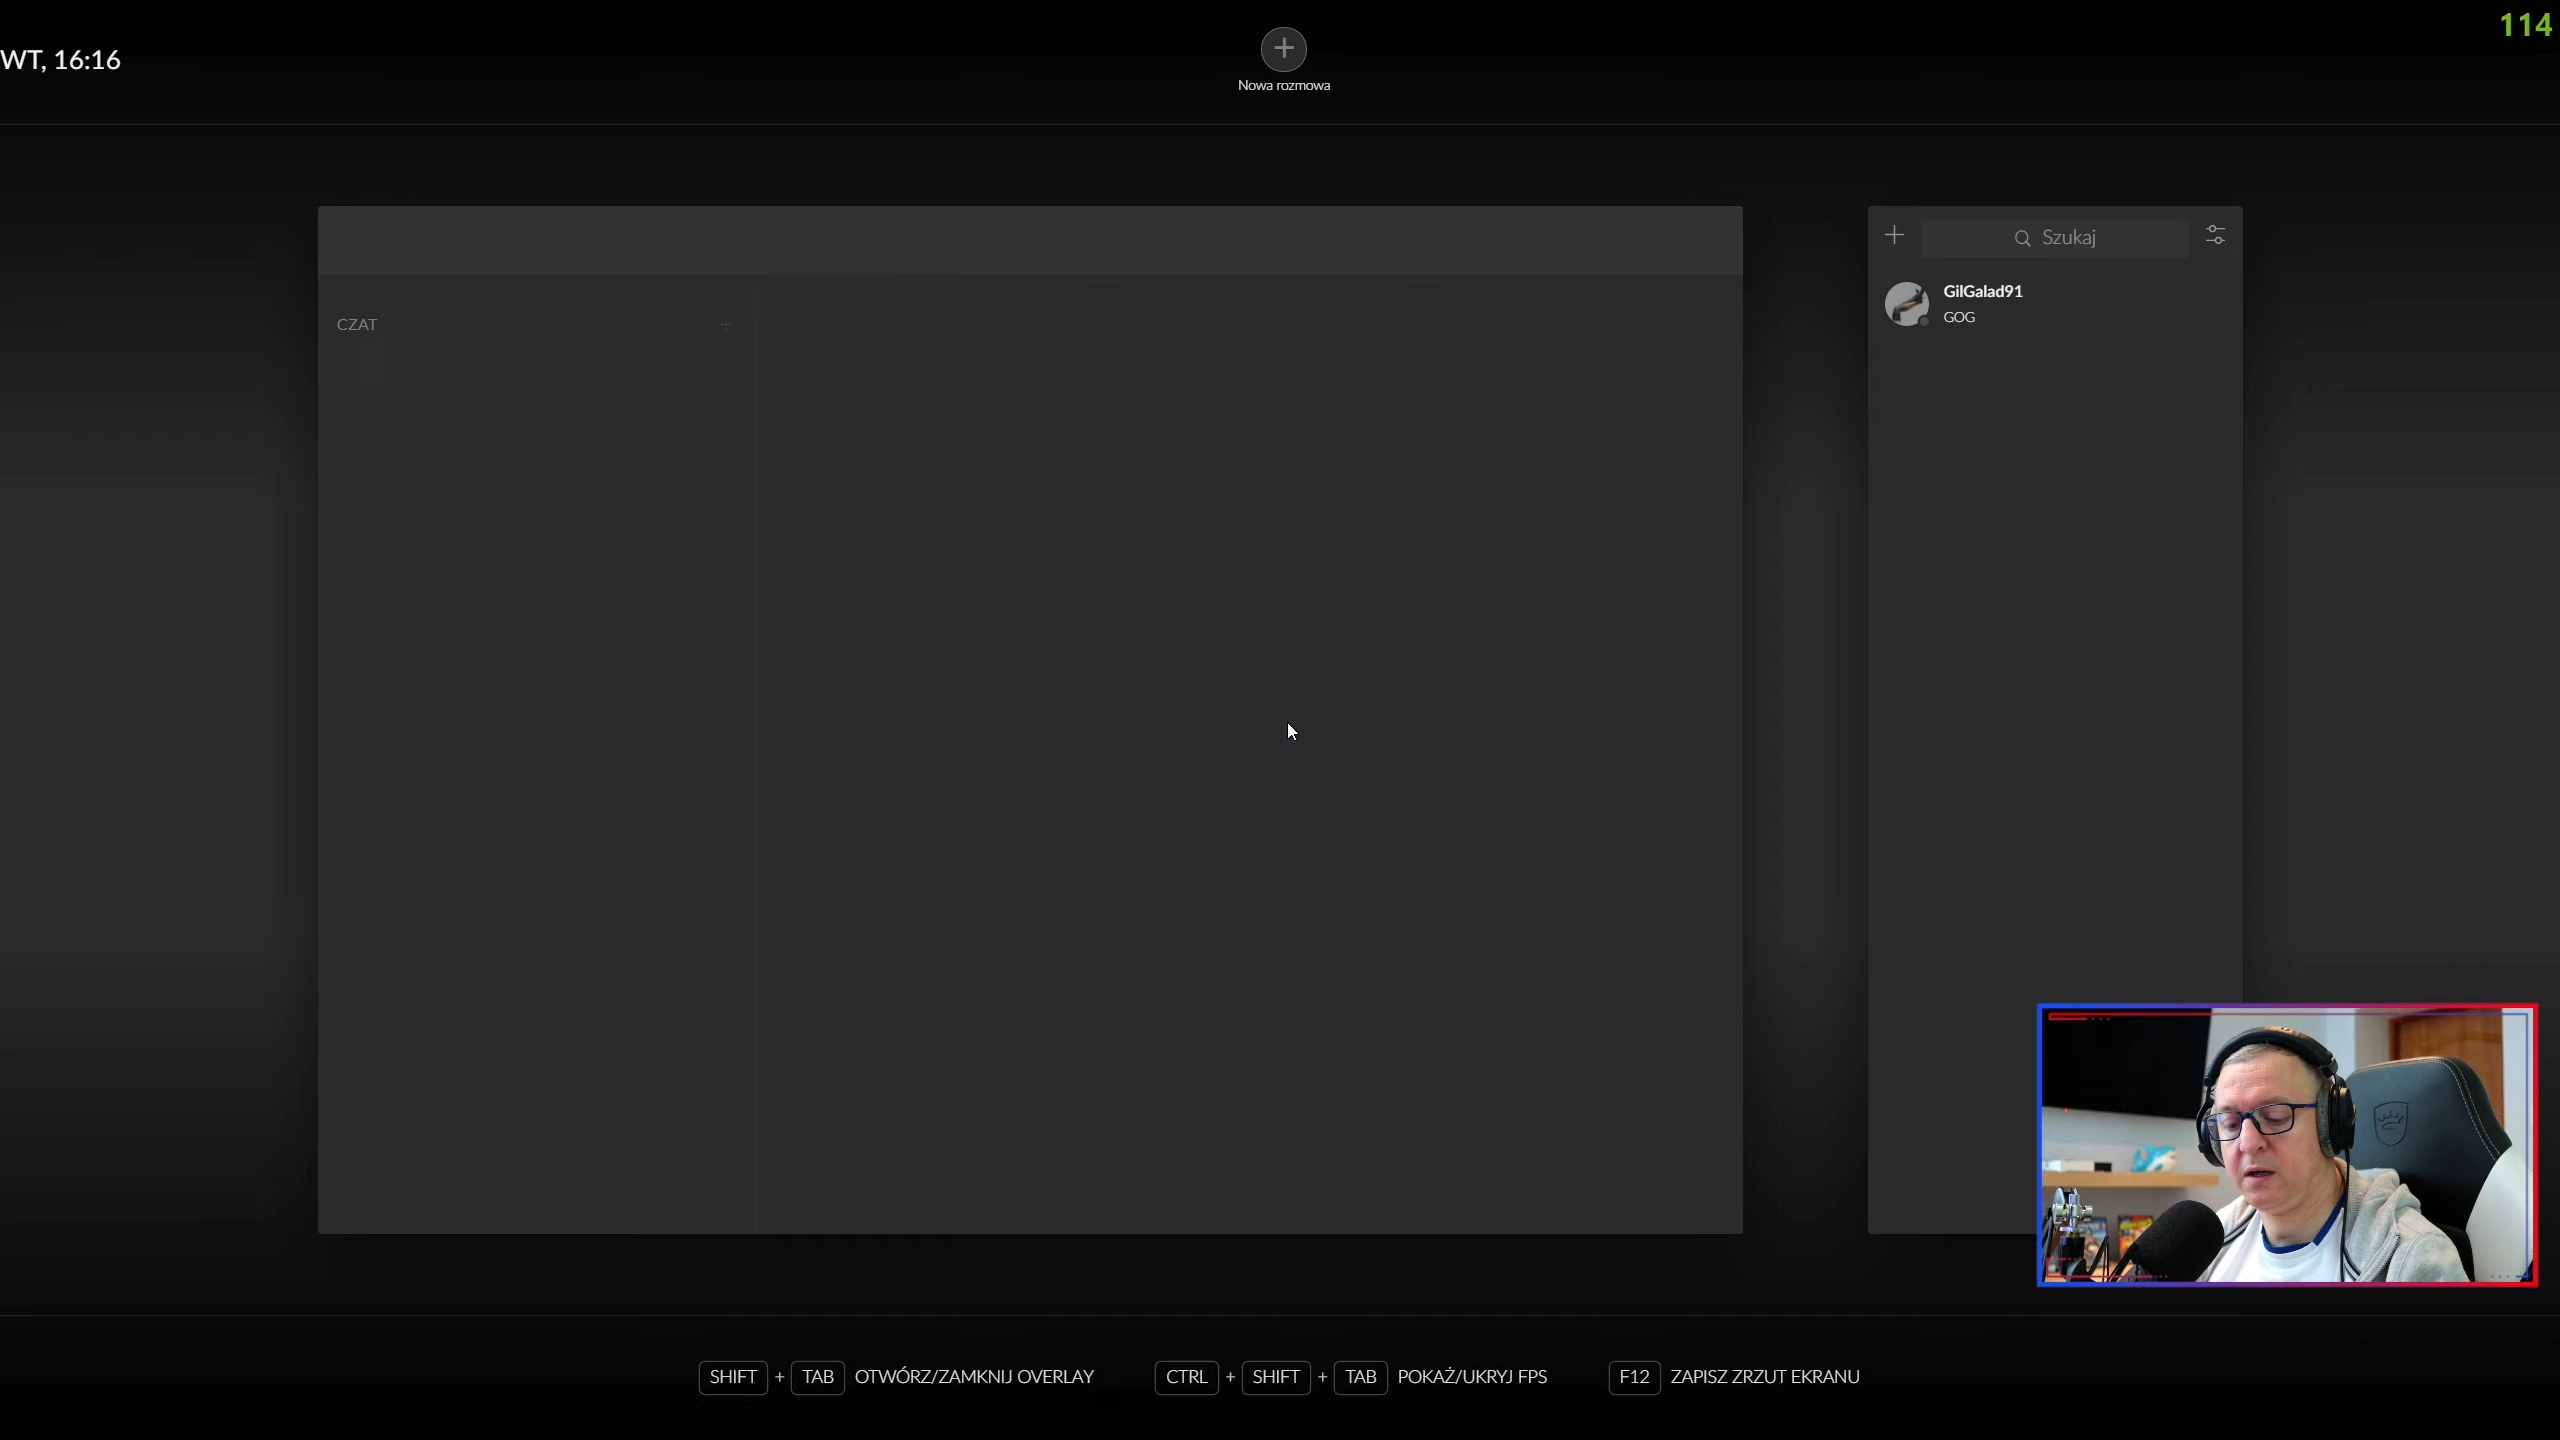 WT, 16:16
Nowa rozmowa
114
CZAT
Szukaj
GilGalad91
GOG
SHIFT + TAB OTWÓRZ/ZAMKNIJ OVERLAY
CTRL + SHIFT + TAB POKAŻ/UKRYJ FPS
F12 ZAPISZ ZRZUT EKRANU